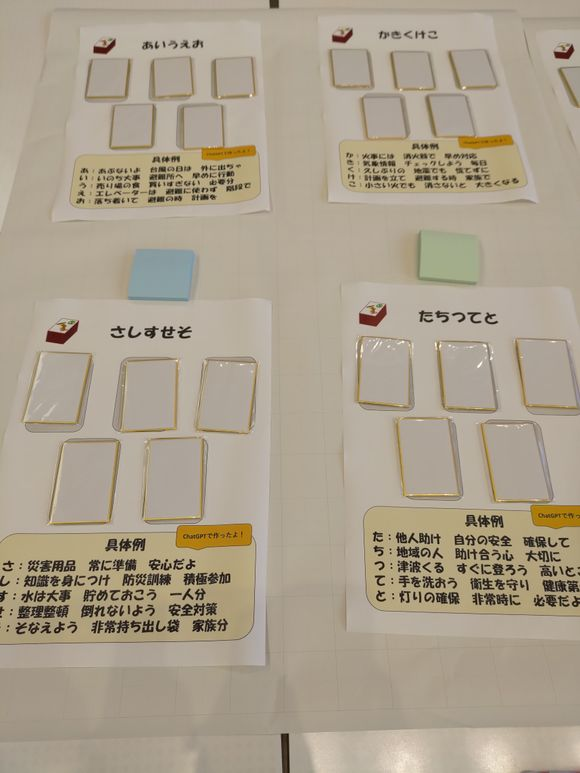 あいうえお
ChatGPTで作ったよ!
具体例
あ:あぶないよ 台風の日は 外に出ちゃ
い:いのち大事 避難所へ 早めに行動
う:売り場の食 買いすぎない 必要分
え:エレベーターは 避難に使わず 階段で
お:落ち着いて 避難の時 計画を
かきくけこ
ChatGPTで作ったよ!
具体例
か:火事には 消火器で 早め対応
き:気象情報 チェックしよう 毎日
く:久しぶりの 地震でも 慌てずに
け:計画を立て 避難する時 家族で
こ:小さい火でも 消さないと 大きくなる
さしすせそ
ChatGPTで作ったよ!
具体例
さ:災害用品 常に準備 安心だよ
し:知識を身につけ 防災訓練 積極参加
す:水は大事 貯めておこう 一人分
せ:整理整頓 倒れないよう 安全対策
:そなえよう 非常持ち出し袋 家族分
たちつてと
ChatGPTで作ったよ!
具体例
た:他人助け 自分の安全 確保して
ち:地域の人 助け合う心 大切に
つ:津波くる すぐに登ろう 高いとこ
て:手を洗おう 衛生を守り 健康第
と:灯りの確保 非常時に 必要だよ